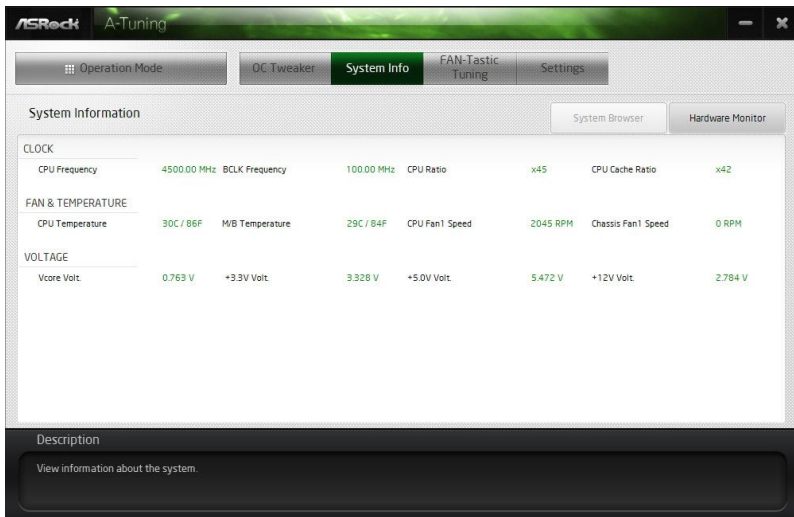 ASRock A-Tuning
Operation Mode OC Tweaker System Info FAN-Tastic Tuning Settings
System Information System Browser Hardware Monitor
CLOCK
CPU Frequency 4500.00 MHz BCLK Frequency 100.00 MHz CPU Ratio x45 CPU Cache Ratio x42
FAN & TEMPERATURE
CPU Temperature 30C / 86F M/B Temperature 29C / 84F CPU Fan1 Speed 2045 RPM Chassis Fan1 Speed 0 RPM
VOLTAGE
Vcore Volt. 0.763 V +3.3V Volt. 3.328 V +5.0V Volt. 5.472 V +12V Volt. 2.784 V
Description
View information about the system.